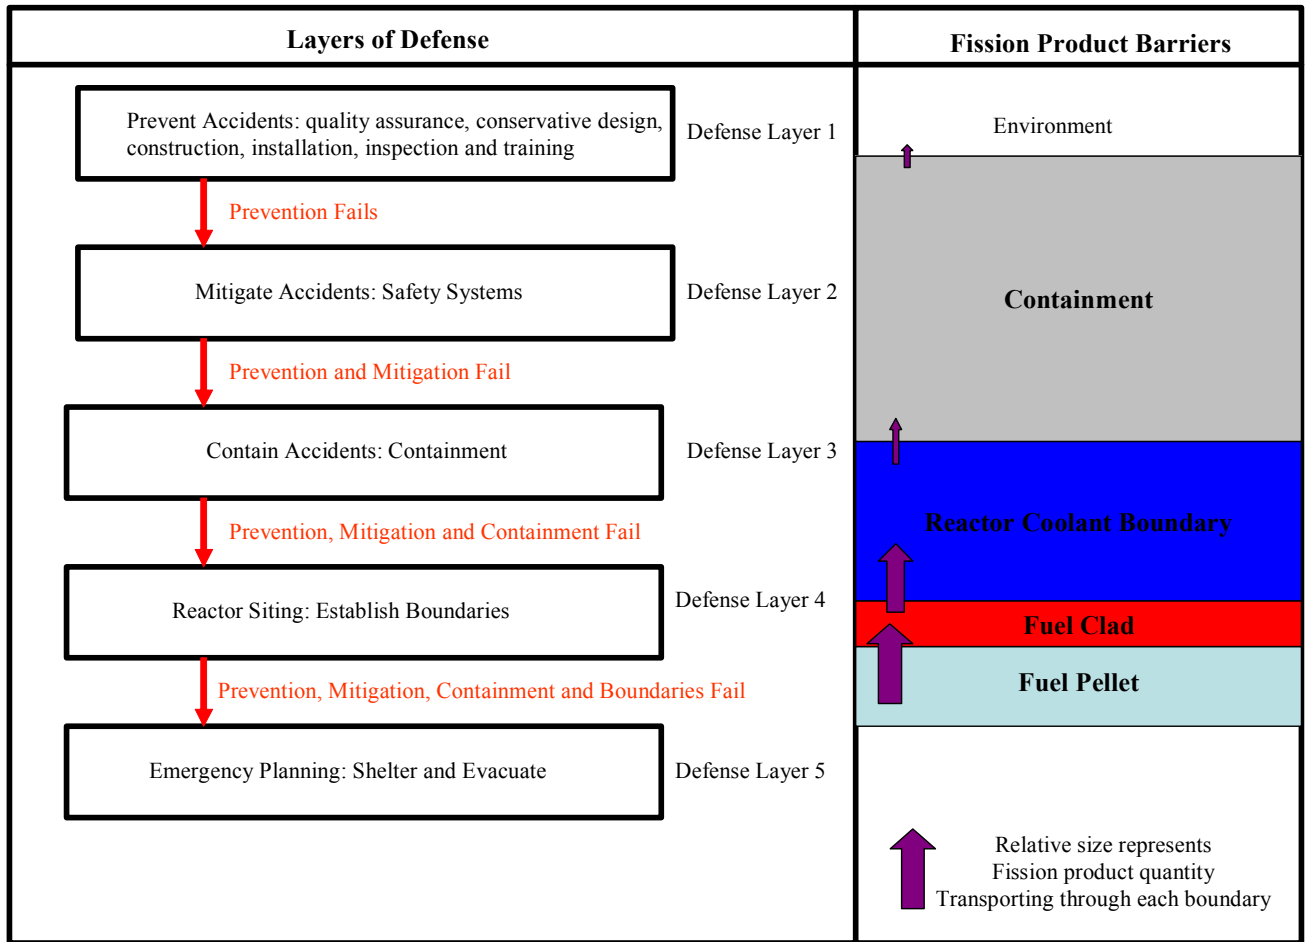 Layers of Defense
Prevent Accidents: quality assurance, conservative design,
construction, installation, inspection and training
Defense Layer 1
Prevention Fails
Mitigate Accidents: Safety Systems
Defense Layer 2
Prevention and Mitigation Fail
Contain Accidents: Containment
Defense Layer 3
Prevention, Mitigation and Containment Fail
Reactor Siting: Establish Boundaries
Defense Layer 4
Prevention, Mitigation, Containment and Boundaries Fail
Emergency Planning: Shelter and Evacuate
Defense Layer 5
Fission Product Barriers
Environment
Containment
Reactor Coolant Boundary
Fuel Clad
Fuel Pellet
Relative size represents
Fission product quantity
Transporting through each boundary